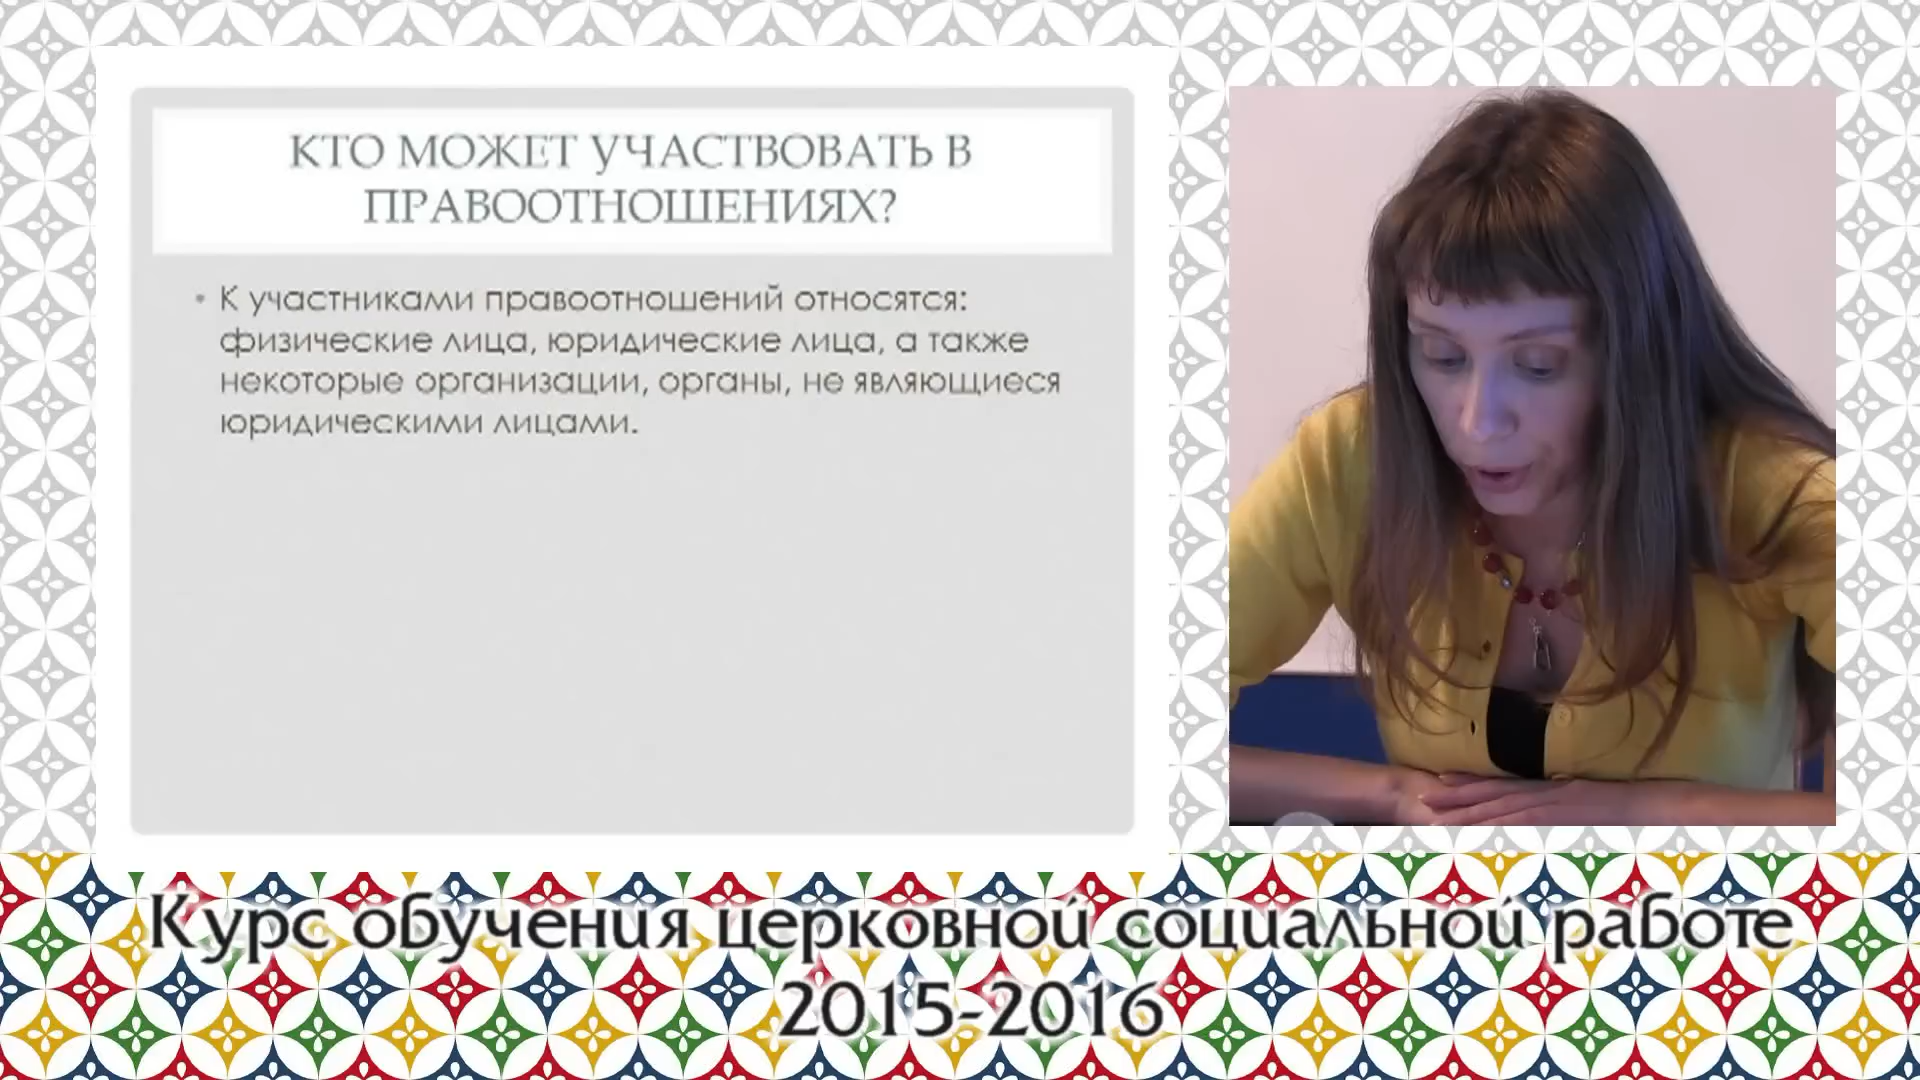 КТО МОЖЕТ УЧАСТВОВАТЬ В
ПРАВООТНОШЕНИЯХ?
• К участниками правоотношений относятся:
физические лица, юридические лица, а также
некоторые организации, органы, не являющиеся
юридическими лицами.
Курс обучения церковной социальной работе
2015-2016